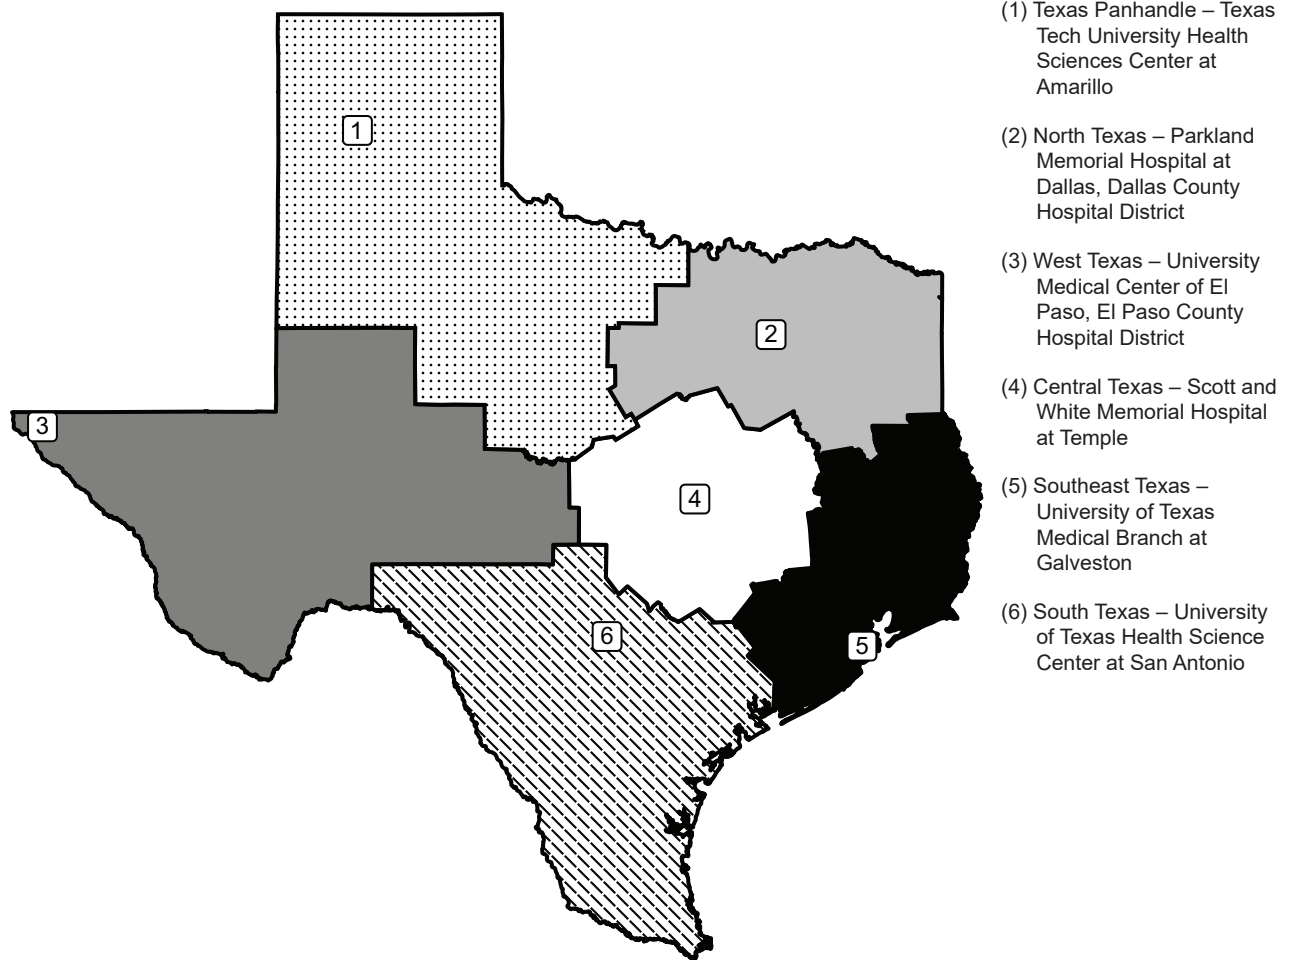 (1) Texas Panhandle – Texas
Tech University Health
Sciences Center at
Amarillo
(2) North Texas – Parkland
Memorial Hospital at
Dallas, Dallas County
Hospital District
(3) West Texas – University
Medical Center of El
Paso, El Paso County
Hospital District
(4) Central Texas – Scott and
White Memorial Hospital
at Temple
(5) Southeast Texas –
University of Texas
Medical Branch at
Galveston
(6) South Texas – University
of Texas Health Science
Center at San Antonio
1
2
3
4
5
6